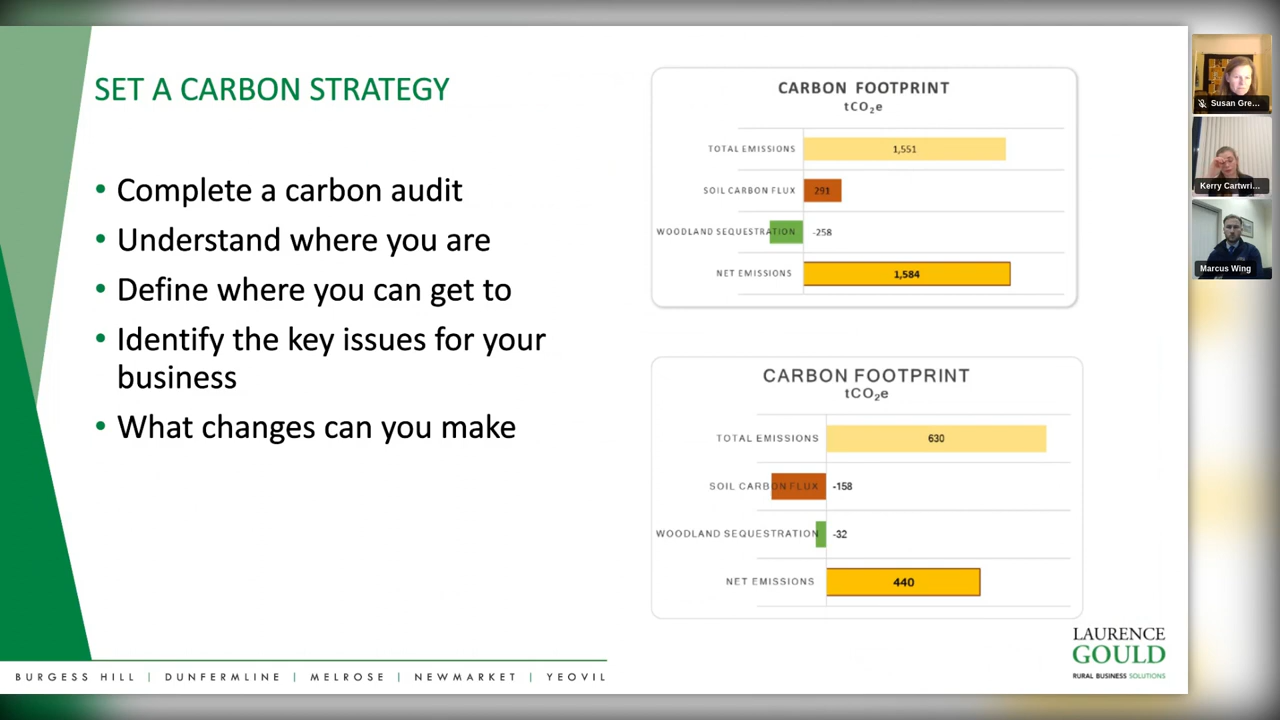 SET A CARBON STRATEGY
• Complete a carbon audit
• Understand where you are
• Define where you can get to
• Identify the key issues for your
business
• What changes can you make
CARBON FOOTPRINT
tCO₂e
TOTAL EMISSIONS 1,551
SOIL CARBON FLUX 291
WOODLAND SEQUESTRATION -258
NET EMISSIONS 1,584
CARBON FOOTPRINT
tCO₂e
TOTAL EMISSIONS 630
SOIL CARBON FLUX -158
WOODLAND SEQUESTRATION -32
NET EMISSIONS 440
LAURENCE
GOULD
RURAL BUSINESS SOLUTIONS
BURGESS HILL | DUNFERMLINE | MELROSE | NEWMARKET | YEOVIL
Susan Gre...
Kerry Cartwri...
Marcus Wing